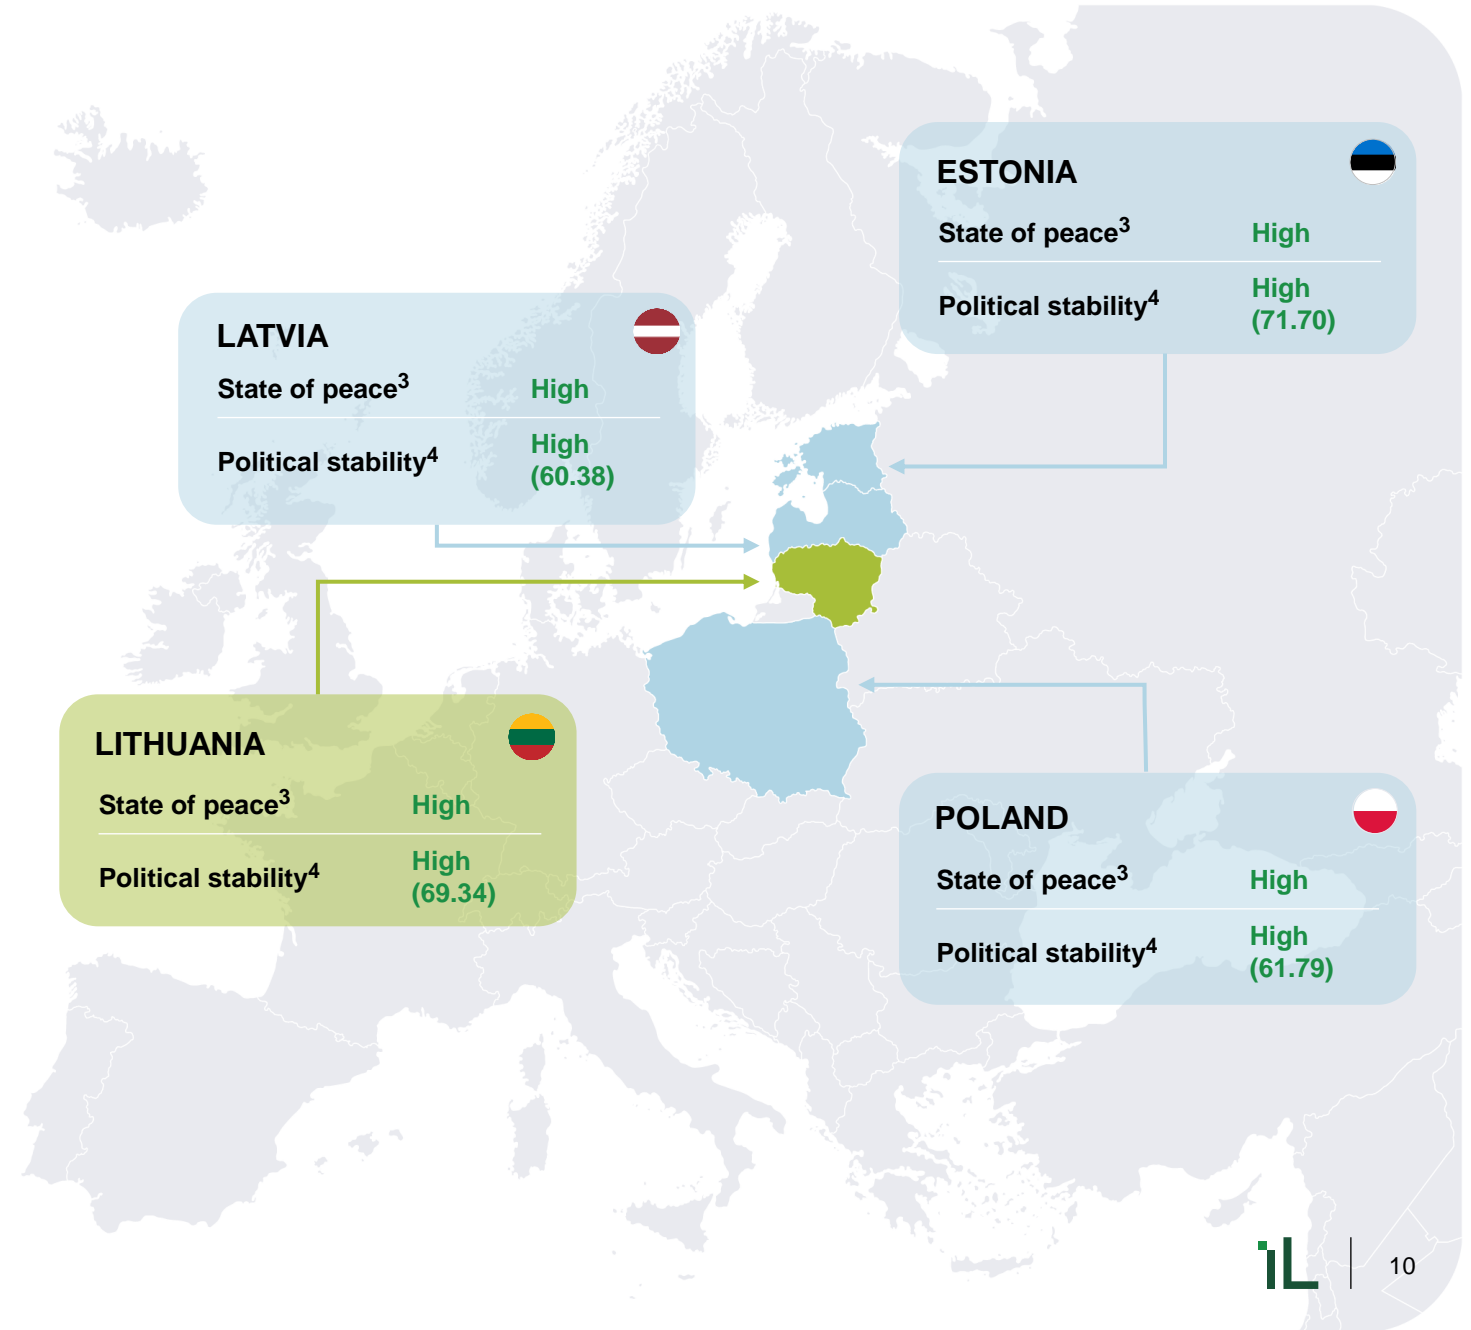 ESTONIA
State of peace3 High
Political stability4 High
(71.70)
LATVIA
State of peace3 High
Political stability4 High
(60.38)
LITHUANIA
State of peace3 High
Political stability4 High
(69.34)
POLAND
State of peace3 High
Political stability4 High
(61.79)
iL
10